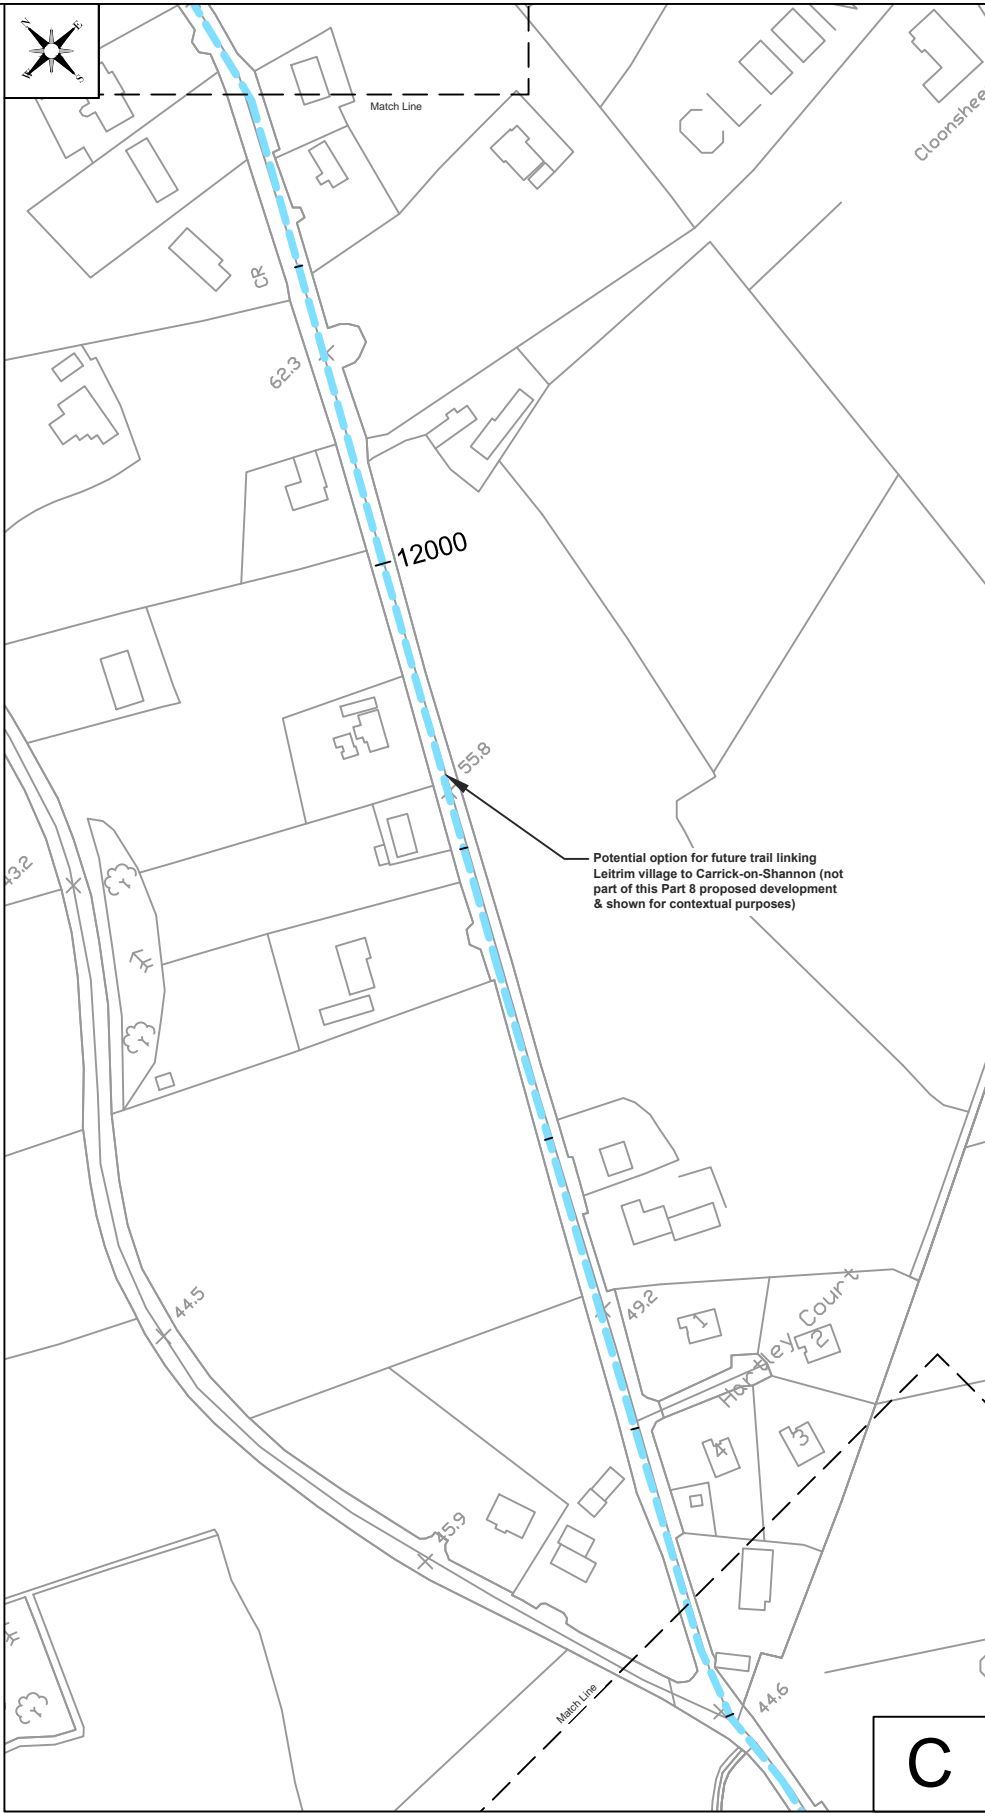 N
E
W
S
Match Line
CL
Cloonshee
CR
62.3
12000
55.8
Potential option for future trail linking
Leitrim village to Carrick-on-Shannon (not
part of this Part 8 proposed development
& shown for contextual purposes)
43.2
44.5
49.2
1
2
Hartley Court
4
3
45.9
Match Line
44.6
C